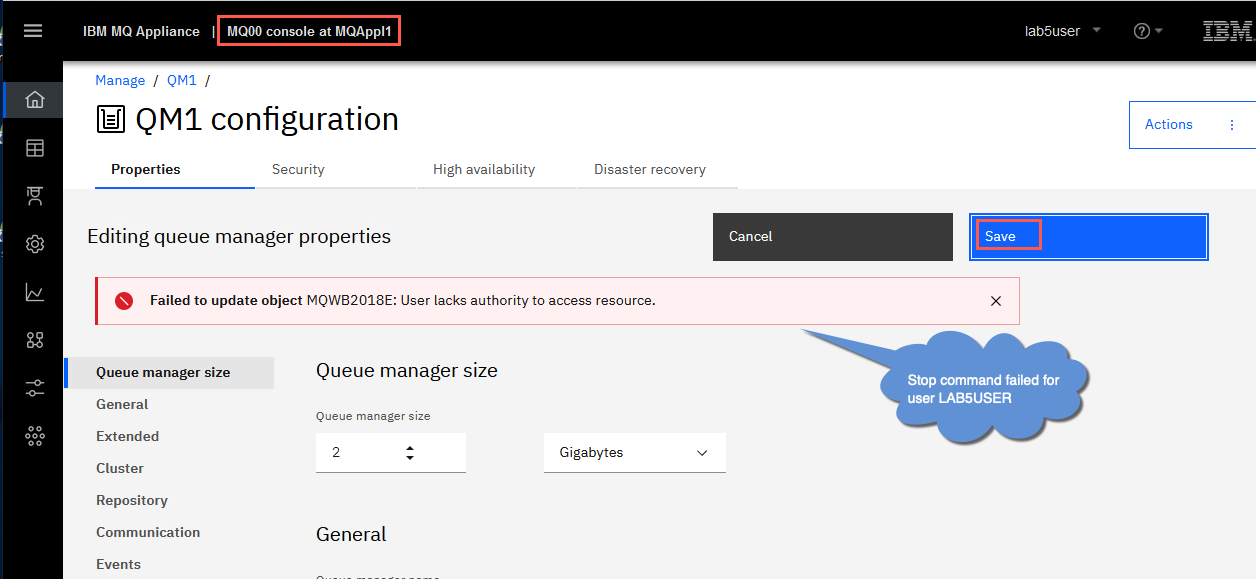 IBM MQ Appliance | MQ00 console at MQAppl1
lab5user
IBM
Manage / QM1 /
QM1 configuration
Actions
Properties Security High availability Disaster recovery
Editing queue manager properties
Cancel
Save
Failed to update object MQWB2018E: User lacks authority to access resource.
Stop command failed for
user LAB5USER
Queue manager size
General
Extended
Cluster
Repository
Communication
Events
Queue manager size
Queue manager size
2 Gigabytes
General
Queue manager name